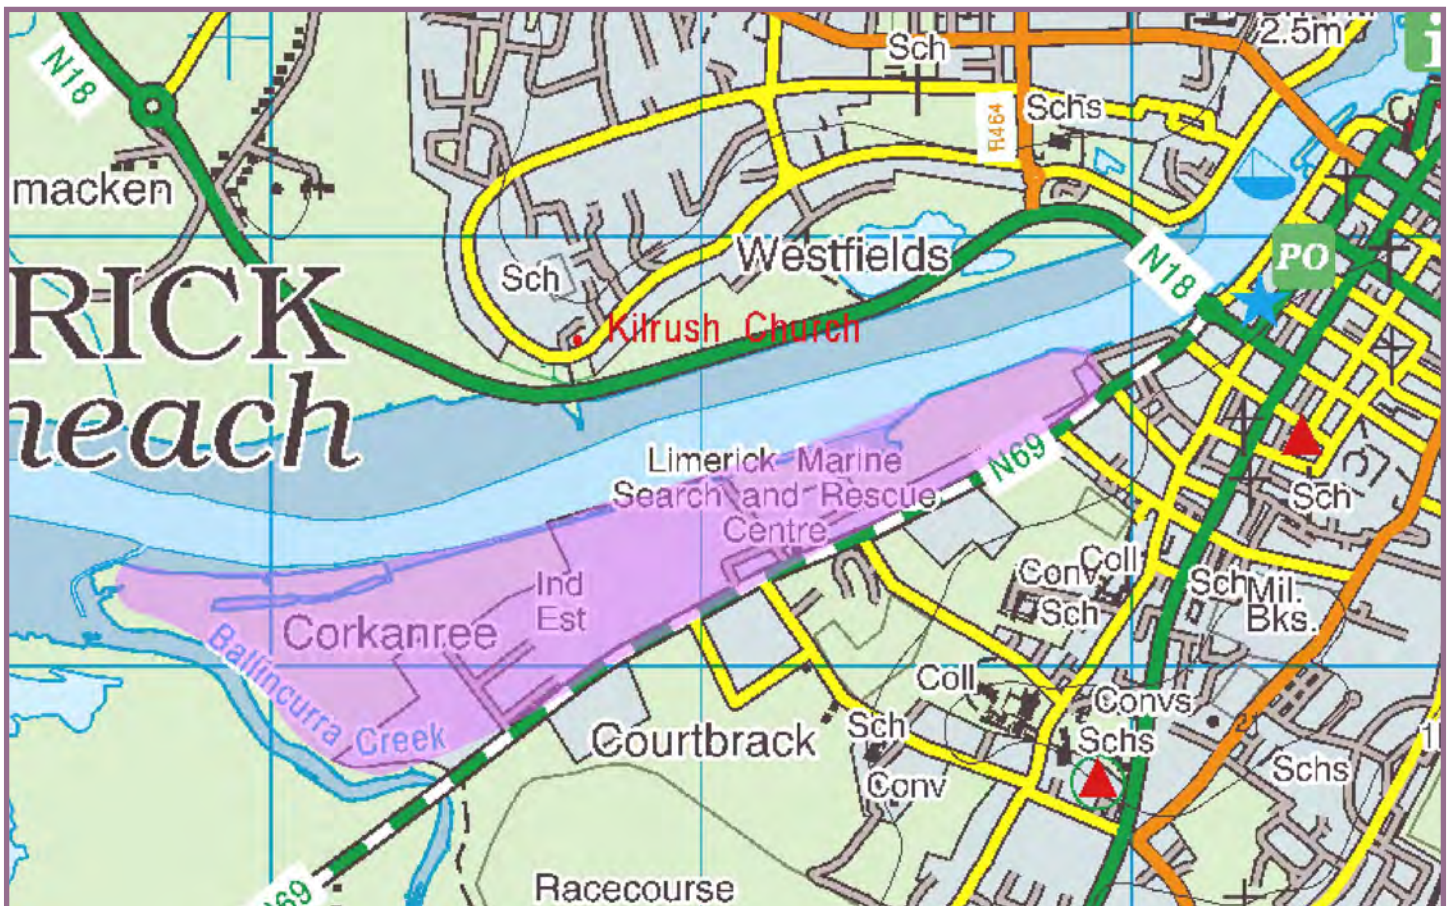 2.5m
Sch
N18
Schs
R464
i
macken
PO
Westfields
N18
Sch
RICK
Kilrush Church
neach
Limerick Marine
Search and Rescue
Centre
N69
Sch
Ind
Est
Conv
Coll
Sch
Sch
Mil.
Bks.
Corkanree
Ballincurra Creek
Coll
Convs
21
Courtbrack
Sch
Schs
Schs
Conv
Racecourse
69